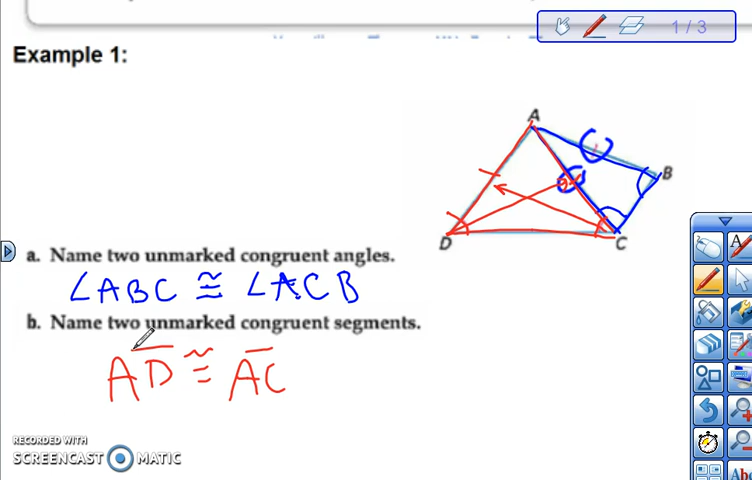 1 / 3
Example 1:
A
B
D
C
a. Name two unmarked congruent angles.
∠ABC ≅ ∠ACB
b. Name two unmarked congruent segments.
AD ≅ AC
RECORDED WITH
SCREENCAST MATIC
A
Abc